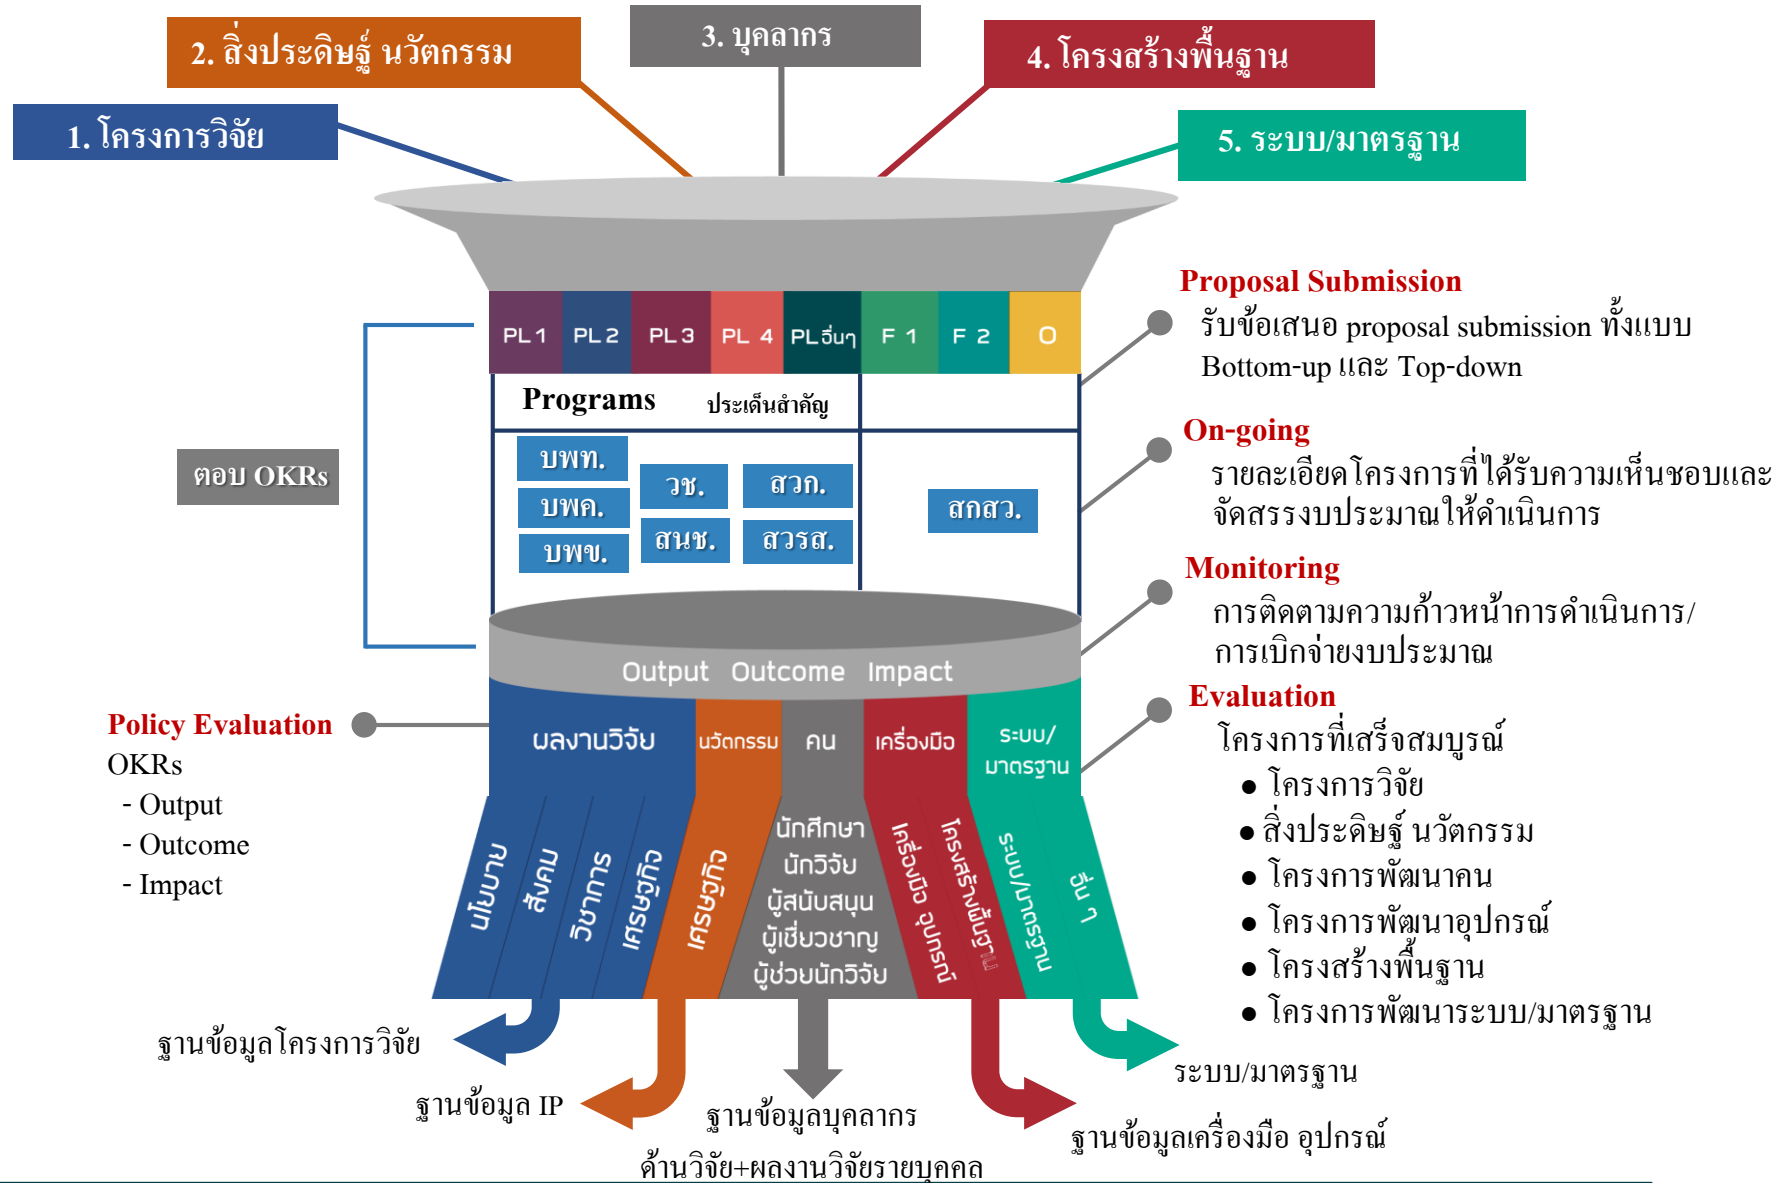 3. บุคลากร
2. สิ่งประดิษฐ์ นวัตกรรม
4. โครงสร้างพื้นฐาน
1. โครงการวิจัย
5. ระบบ/มาตรฐาน
PL 1
PL 2
PL 3
PL 4
PL อื่นๆ
F 1
F 2
O
Programs
ประเด็นสำคัญ
บพท.
บพค.
บพข.
วช.
สนช.
สวก.
สวรส.
สกสว.
ตอบ OKRs
Proposal Submission
รับข้อเสนอ proposal submission ทั้งแบบ
Bottom-up และ Top-down
On-going
รายละเอียดโครงการที่ได้รับความเห็นชอบและ
จัดสรรงบประมาณให้ดำเนินการ
Monitoring
การติดตามความก้าวหน้าการดำเนินการ/
การเบิกจ่ายงบประมาณ
Evaluation
โครงการที่เสร็จสมบูรณ์
● โครงการวิจัย
● สิ่งประดิษฐ์ นวัตกรรม
● โครงการพัฒนาคน
● โครงการพัฒนาอุปกรณ์
● โครงสร้างพื้นฐาน
● โครงการพัฒนาระบบ/มาตรฐาน
Output Outcome Impact
Policy Evaluation
OKRs
- Output
- Outcome
- Impact
ผลงานวิจัย
นวัตกรรม
คน
เครื่องมือ
ระบบ/
มาตรฐาน
นโยบาย
สังคม
วิชาการ
เศรษฐกิจ
เศรษฐกิจ
นักศึกษา
นักวิจัย
ผู้สนับสนุน
ผู้เชี่ยวชาญ
ผู้ช่วยนักวิจัย
เครื่องมือ อุปกรณ์
โครงสร้างพื้นฐาน
ระบบ/มาตรฐาน
อื่น ๆ
ฐานข้อมูลโครงการวิจัย
ฐานข้อมูล IP
ฐานข้อมูลบุคลากร
ด้านวิจัย+ผลงานวิจัยรายบุคคล
ฐานข้อมูลเครื่องมือ อุปกรณ์
ระบบ/มาตรฐาน